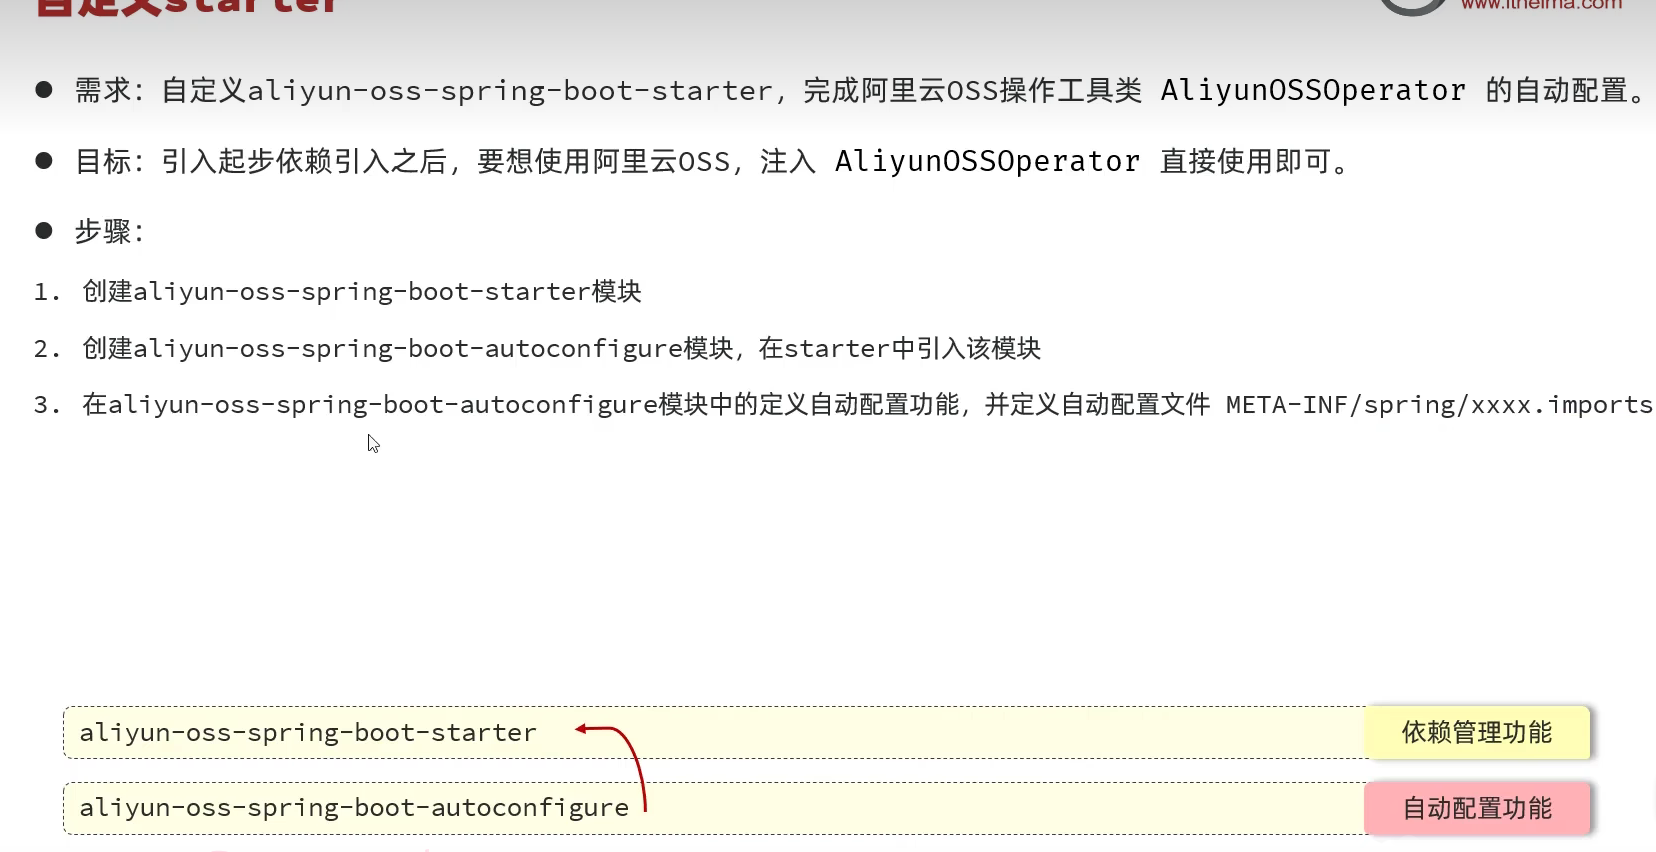 自定义starter
www.itheima.com
需求：自定义aliyun-oss-spring-boot-starter，完成阿里云OSS操作工具类 AliyunOSSOperator 的自动配置。
目标：引入起步依赖引入之后，要想使用阿里云OSS，注入 AliyunOSSOperator 直接使用即可。
步骤：
1. 创建aliyun-oss-spring-boot-starter模块
2. 创建aliyun-oss-spring-boot-autoconfigure模块，在starter中引入该模块
3. 在aliyun-oss-spring-boot-autoconfigure模块中的定义自动配置功能，并定义自动配置文件 META-INF/spring/xxxx.imports
aliyun-oss-spring-boot-starter 依赖管理功能
aliyun-oss-spring-boot-autoconfigure 自动配置功能